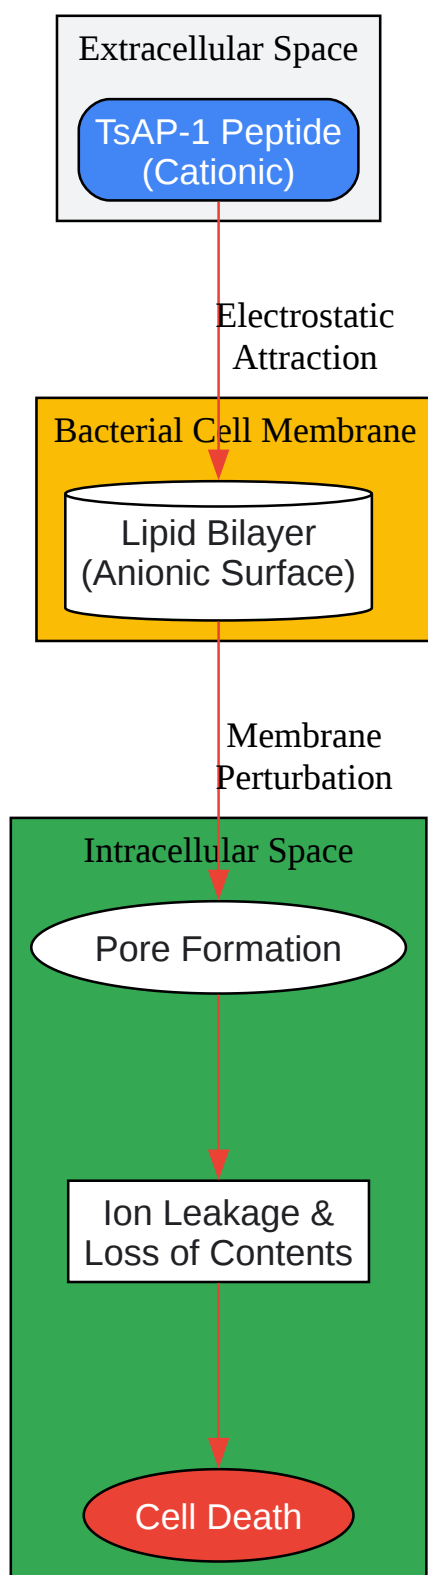 Extracellular Space
TsAP-1 Peptide
(Cationic)
Electrostatic
Attraction
Bacterial Cell Membrane
Lipid Bilayer
(Anionic Surface)
Membrane
Perturbation
Intracellular Space
Pore Formation
Ion Leakage &
Loss of Contents
Cell Death